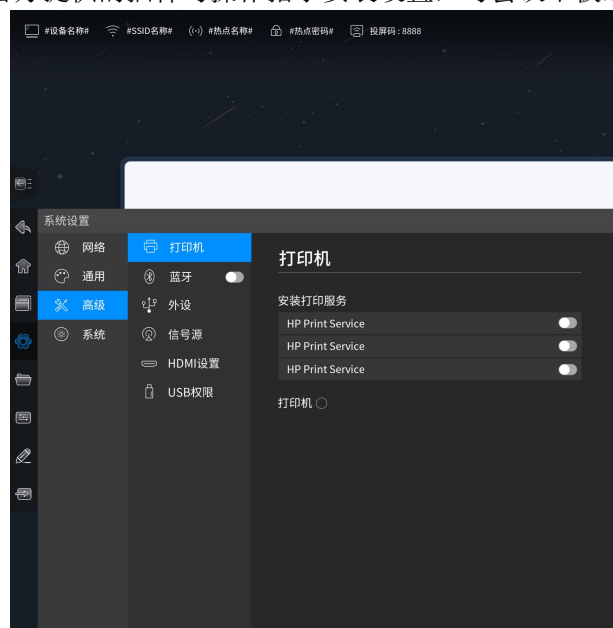 #设备名称# #SSID名称# #热点名称# #热点密码# 投屏码 : 8888
系统设置
网络
通用
高级
系统
打印机
蓝牙
外设
信号源
HDMI设置
USB权限
打印机
安装打印服务
HP Print Service
HP Print Service
HP Print Service
打印机